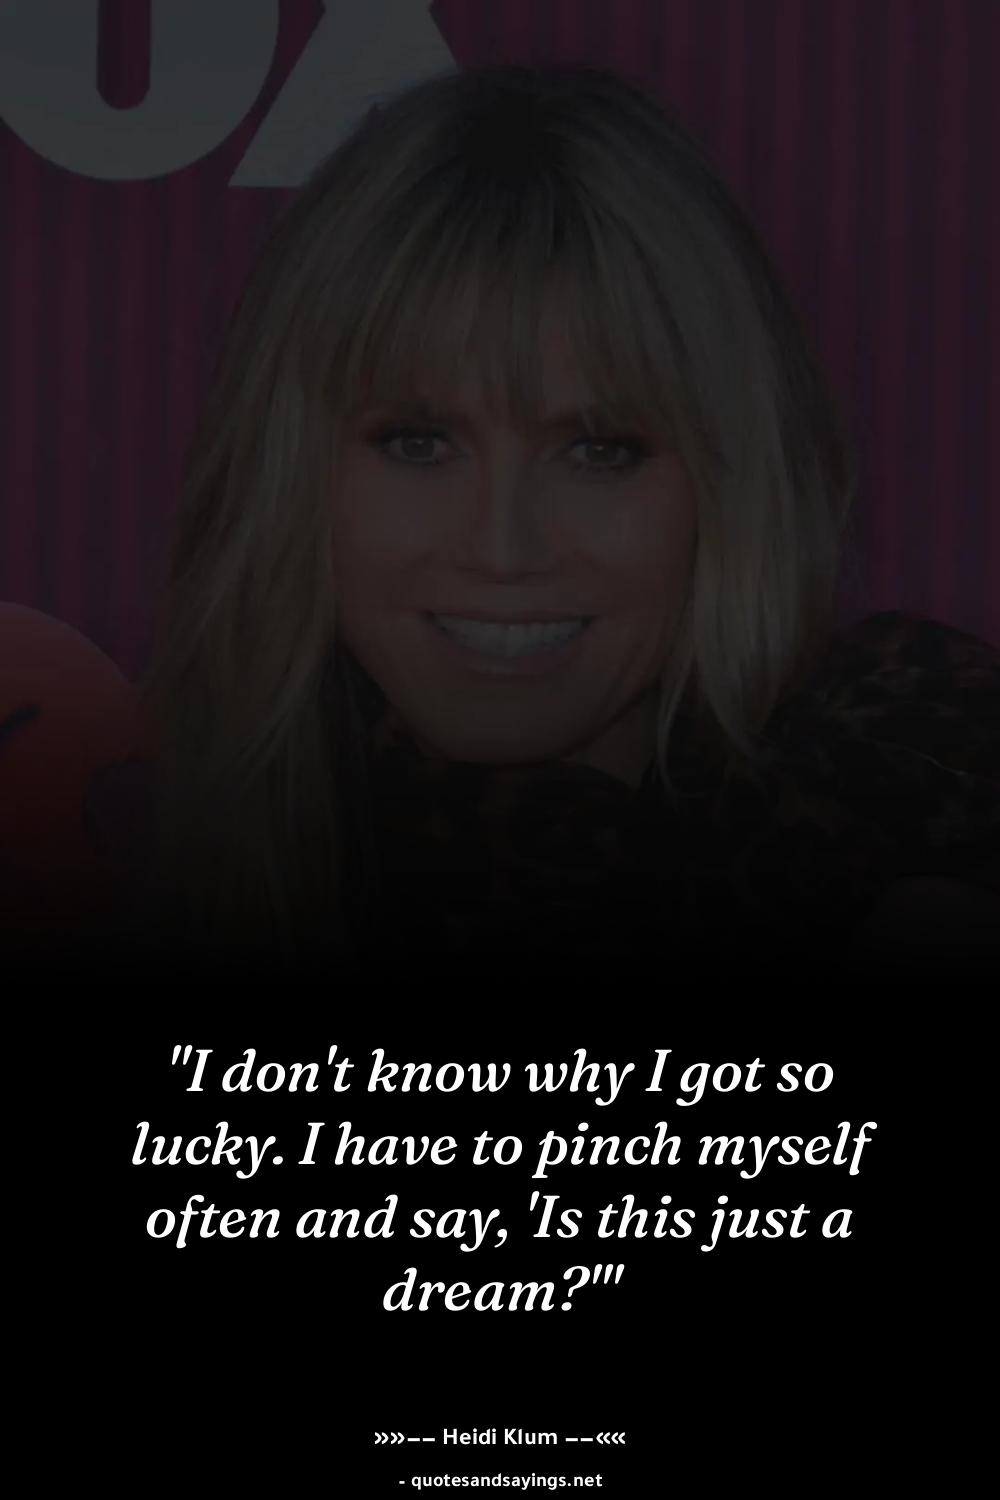 OX
"I don't know why I got so
lucky. I have to pinch myself
often and say, 'Is this just a
dream?'"
»»−− Heidi Klum −−««
- quotesandsayings.net